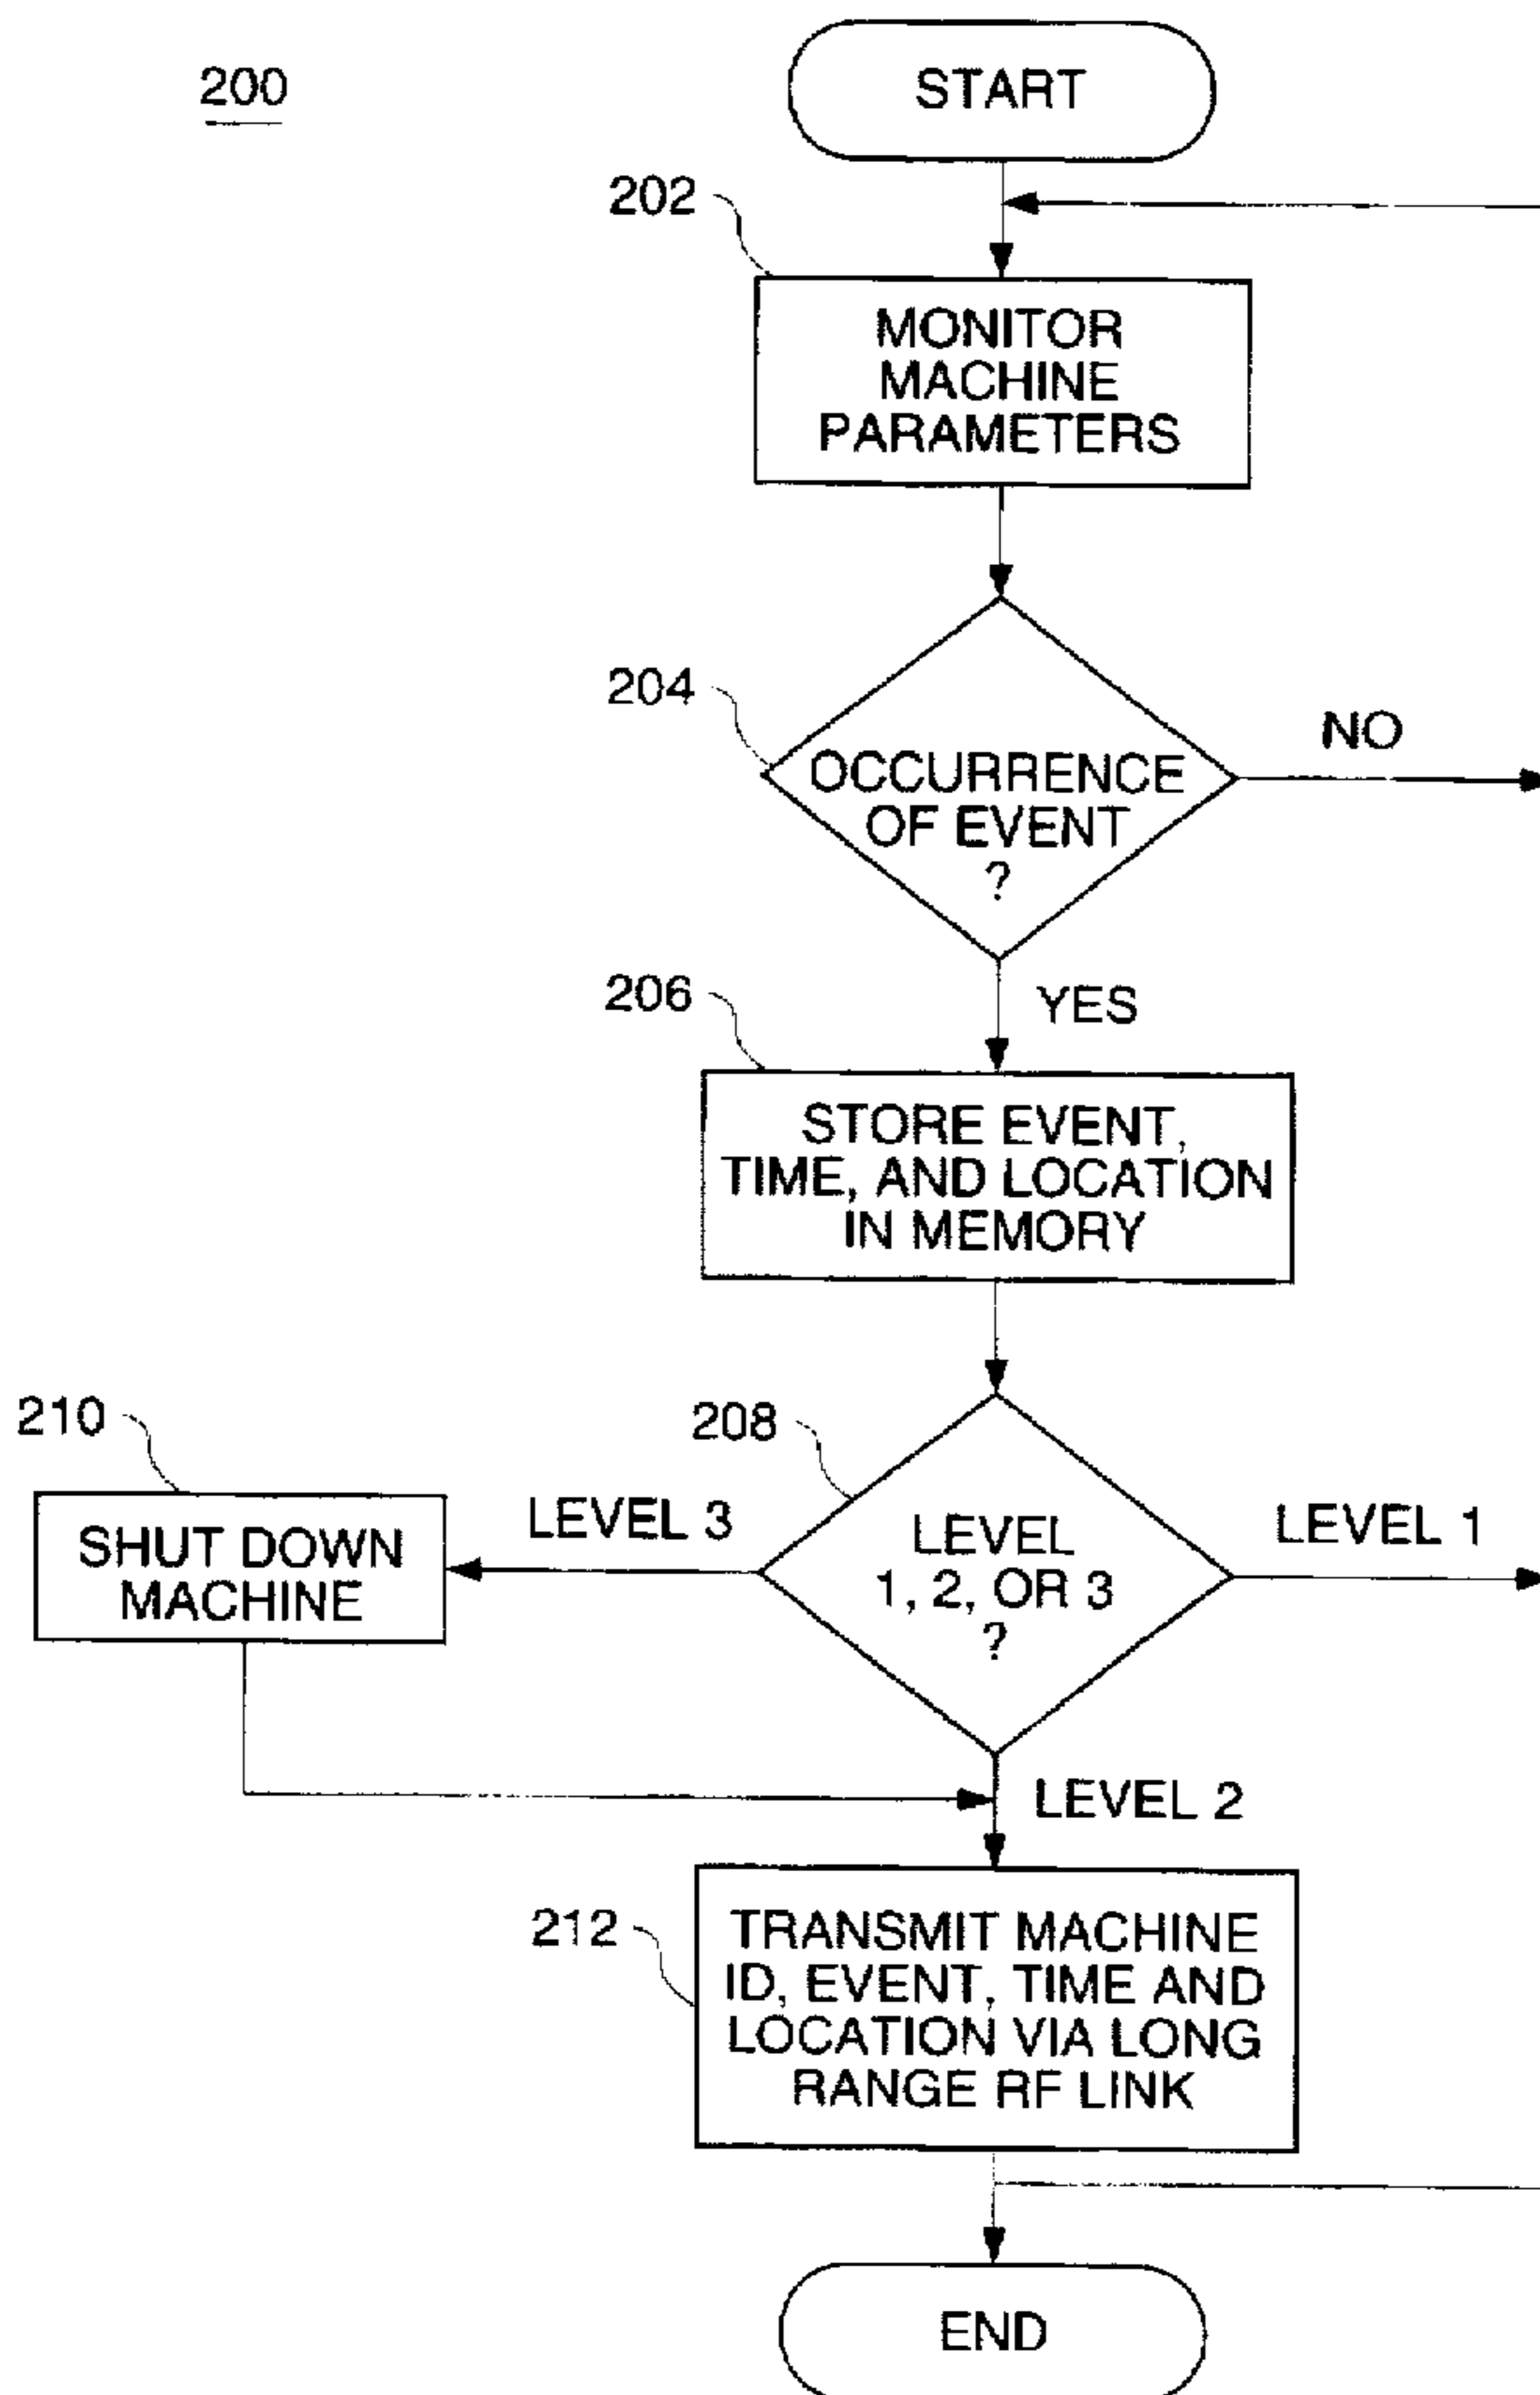 200
START
202
MONITOR
MACHINE
PARAMETERS
204
NO
OCCURRENCE
OF EVENT
?
206
YES
STORE EVENT,
TIME, AND LOCATION
IN MEMORY
210
208
SHUT DOWN
MACHINE
LEVEL 3
LEVEL
1, 2, OR 3
?
LEVEL 1
LEVEL 2
212
TRANSMIT MACHINE
ID, EVENT, TIME AND
LOCATION VIA LONG
RANGE RF LINK
END